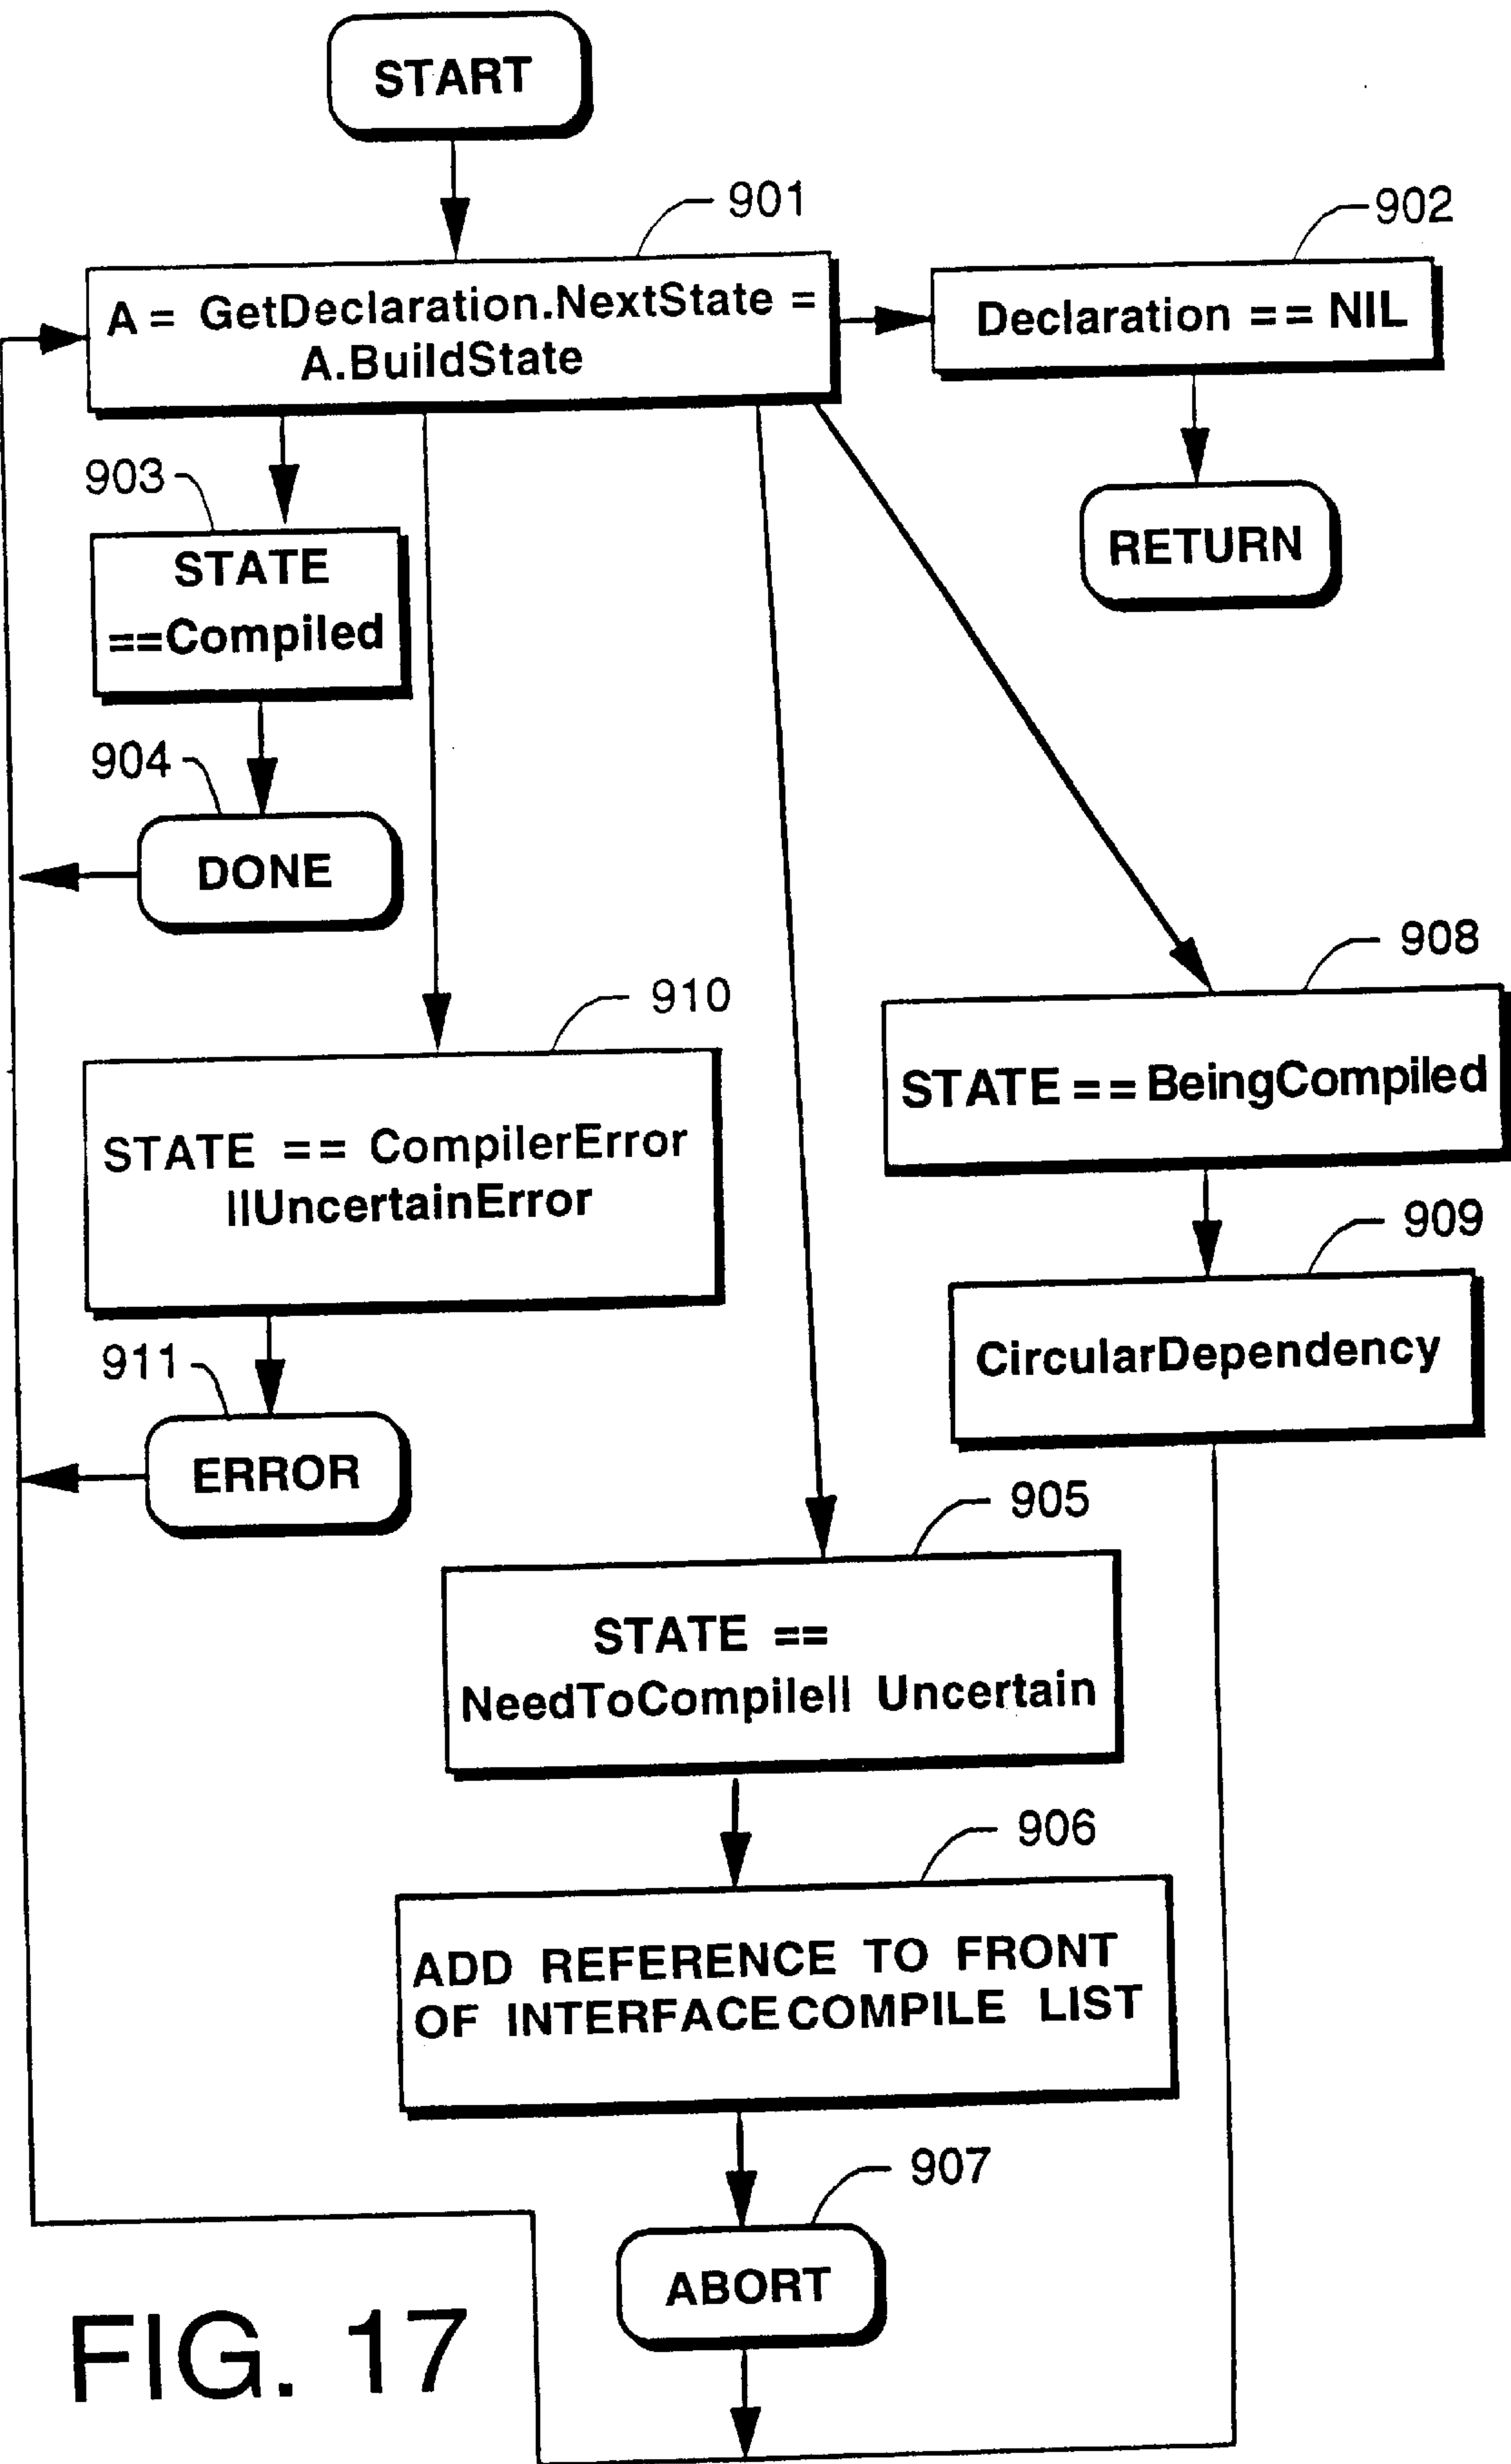 START
901
902
A = GetDeclaration.NextState =
A.BuildState
Declaration == NIL
903
RETURN
STATE
==Compiled
904
DONE
908
910
STATE == BeingCompiled
STATE == CompilerError
||UncertainError
909
CircularDependency
911
ERROR
905
STATE ==
NeedToCompile|| Uncertain
906
ADD REFERENCE TO FRONT
OF INTERFACE COMPILE LIST
907
ABORT
FIG. 17